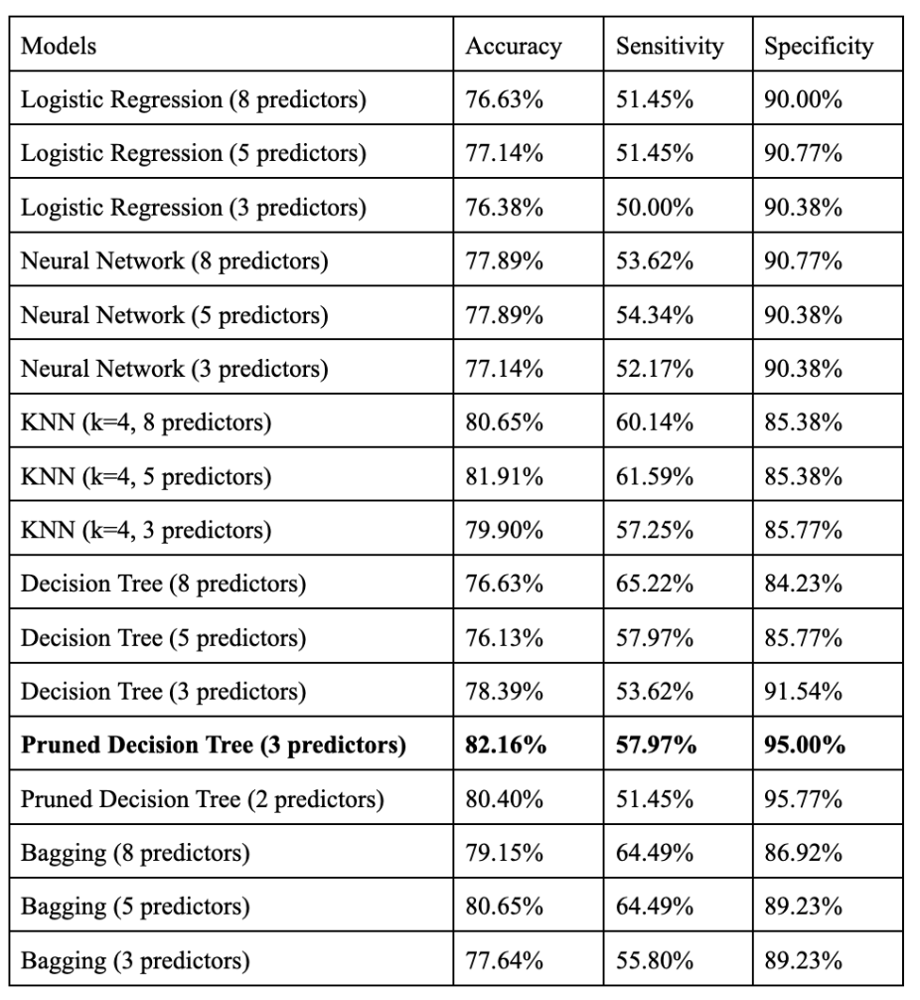 Models Accuracy Sensitivity Specificity
Logistic Regression (8 predictors) 76.63% 51.45% 90.00%
Logistic Regression (5 predictors) 77.14% 51.45% 90.77%
Logistic Regression (3 predictors) 76.38% 50.00% 90.38%
Neural Network (8 predictors) 77.89% 53.62% 90.77%
Neural Network (5 predictors) 77.89% 54.34% 90.38%
Neural Network (3 predictors) 77.14% 52.17% 90.38%
KNN (k=4, 8 predictors) 80.65% 60.14% 85.38%
KNN (k=4, 5 predictors) 81.91% 61.59% 85.38%
KNN (k=4, 3 predictors) 79.90% 57.25% 85.77%
Decision Tree (8 predictors) 76.63% 65.22% 84.23%
Decision Tree (5 predictors) 76.13% 57.97% 85.77%
Decision Tree (3 predictors) 78.39% 53.62% 91.54%
Pruned Decision Tree (3 predictors) 82.16% 57.97% 95.00%
Pruned Decision Tree (2 predictors) 80.40% 51.45% 95.77%
Bagging (8 predictors) 79.15% 64.49% 86.92%
Bagging (5 predictors) 80.65% 64.49% 89.23%
Bagging (3 predictors) 77.64% 55.80% 89.23%